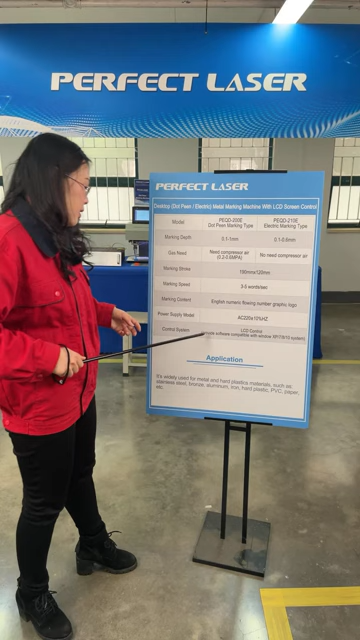 PERFECT LASER
PERFECT LASER
Desktop (Dot Peen / Electric) Metal Marking Machine With LCD Screen Control
Model PEQD-200E PEQD-210E
Dot Peen Marking Type Electric Marking Type
Marking Depth 0.1-1mm 0.1-0.6mm
Gas Need Need compressor air No need compressor air
(0.2-0.6MPA)
Marking Stroke 190mmx120mm
Marking Speed 3-5 words/sec
Marking Content English numeric flowing number graphic logo
Power Supply Model AC220±10%HZ
Control System LCD Control
software compatible with window
Application
It's widely used for metal and hard plastics materials, such as
stainless steel, bronze, aluminum, iron, hard plastic, PVC, paper,
etc.